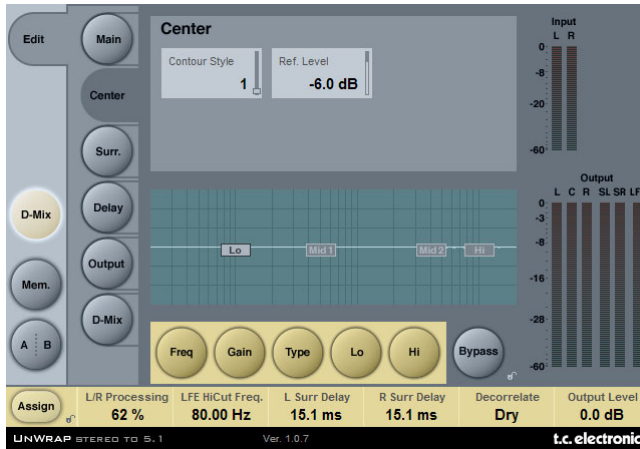 Edit
Main
Center
Surr.
Delay
Output
D-Mix
D-Mix
Mem.
A B
Center
Contour Style
1
Ref. Level
-6.0 dB
Input
L R
0
-8
-20
-60
Output
L C R SL SR LF
0
-3
-8
-16
-28
-60
Lo Mid 1 Mid 2 Hi
Freq Gain Type Lo Hi Bypass
Assign
L/R Processing LFE HiCut Freq. L Surr Delay R Surr Delay Decorrelate Output Level
62 % 80.00 Hz 15.1 ms 15.1 ms Dry 0.0 dB
UNWRAP STEREO TO 5.1 Ver. 1.0.7 t.c. electronic